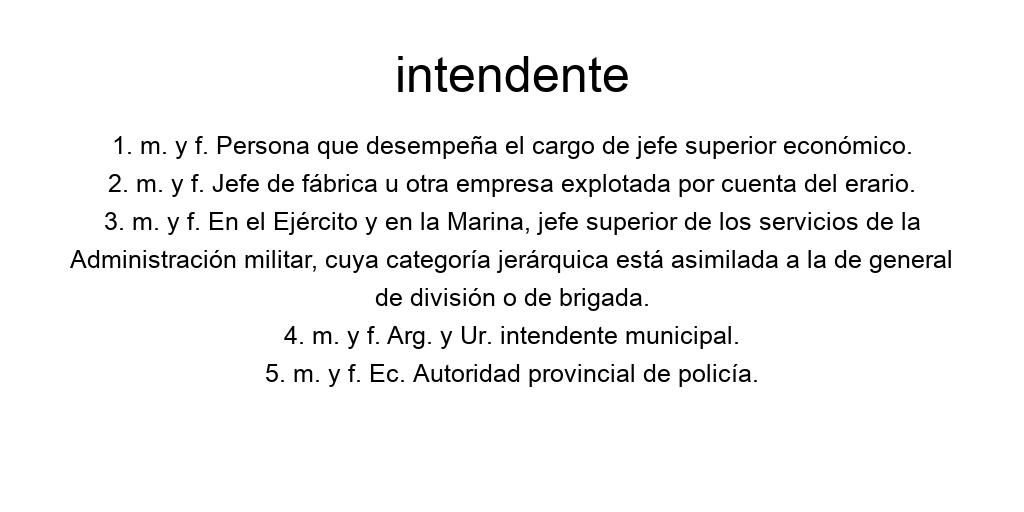 intendente
1. m. y f. Persona que desempeña el cargo de jefe superior económico.
2. m. y f. Jefe de fábrica u otra empresa explotada por cuenta del erario.
3. m. y f. En el Ejército y en la Marina, jefe superior de los servicios de la
Administración militar, cuya categoría jerárquica está asimilada a la de general
de división o de brigada.
4. m. y f. Arg. y Ur. intendente municipal.
5. m. y f. Ec. Autoridad provincial de policía.